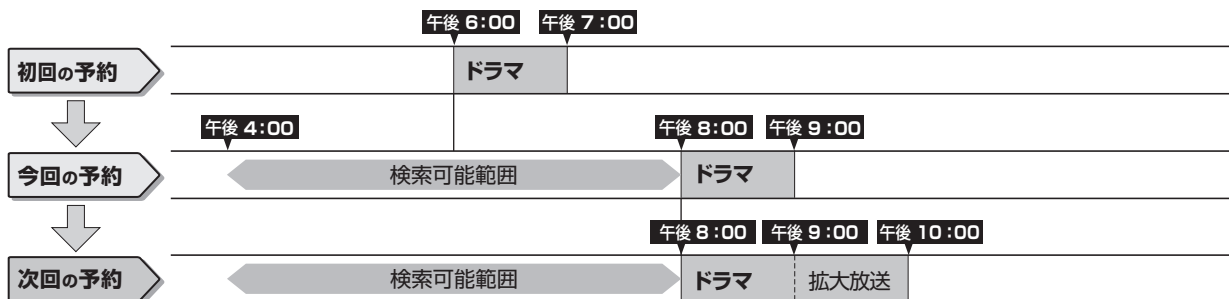 午後 6:00 午後 7:00
初回の予約 ドラマ
午後 4:00 午後 8:00 午後 9:00
今回の予約 検索可能範囲 ドラマ
午後 8:00 午後 9:00 午後 10:00
次回の予約 検索可能範囲 ドラマ 拡大放送